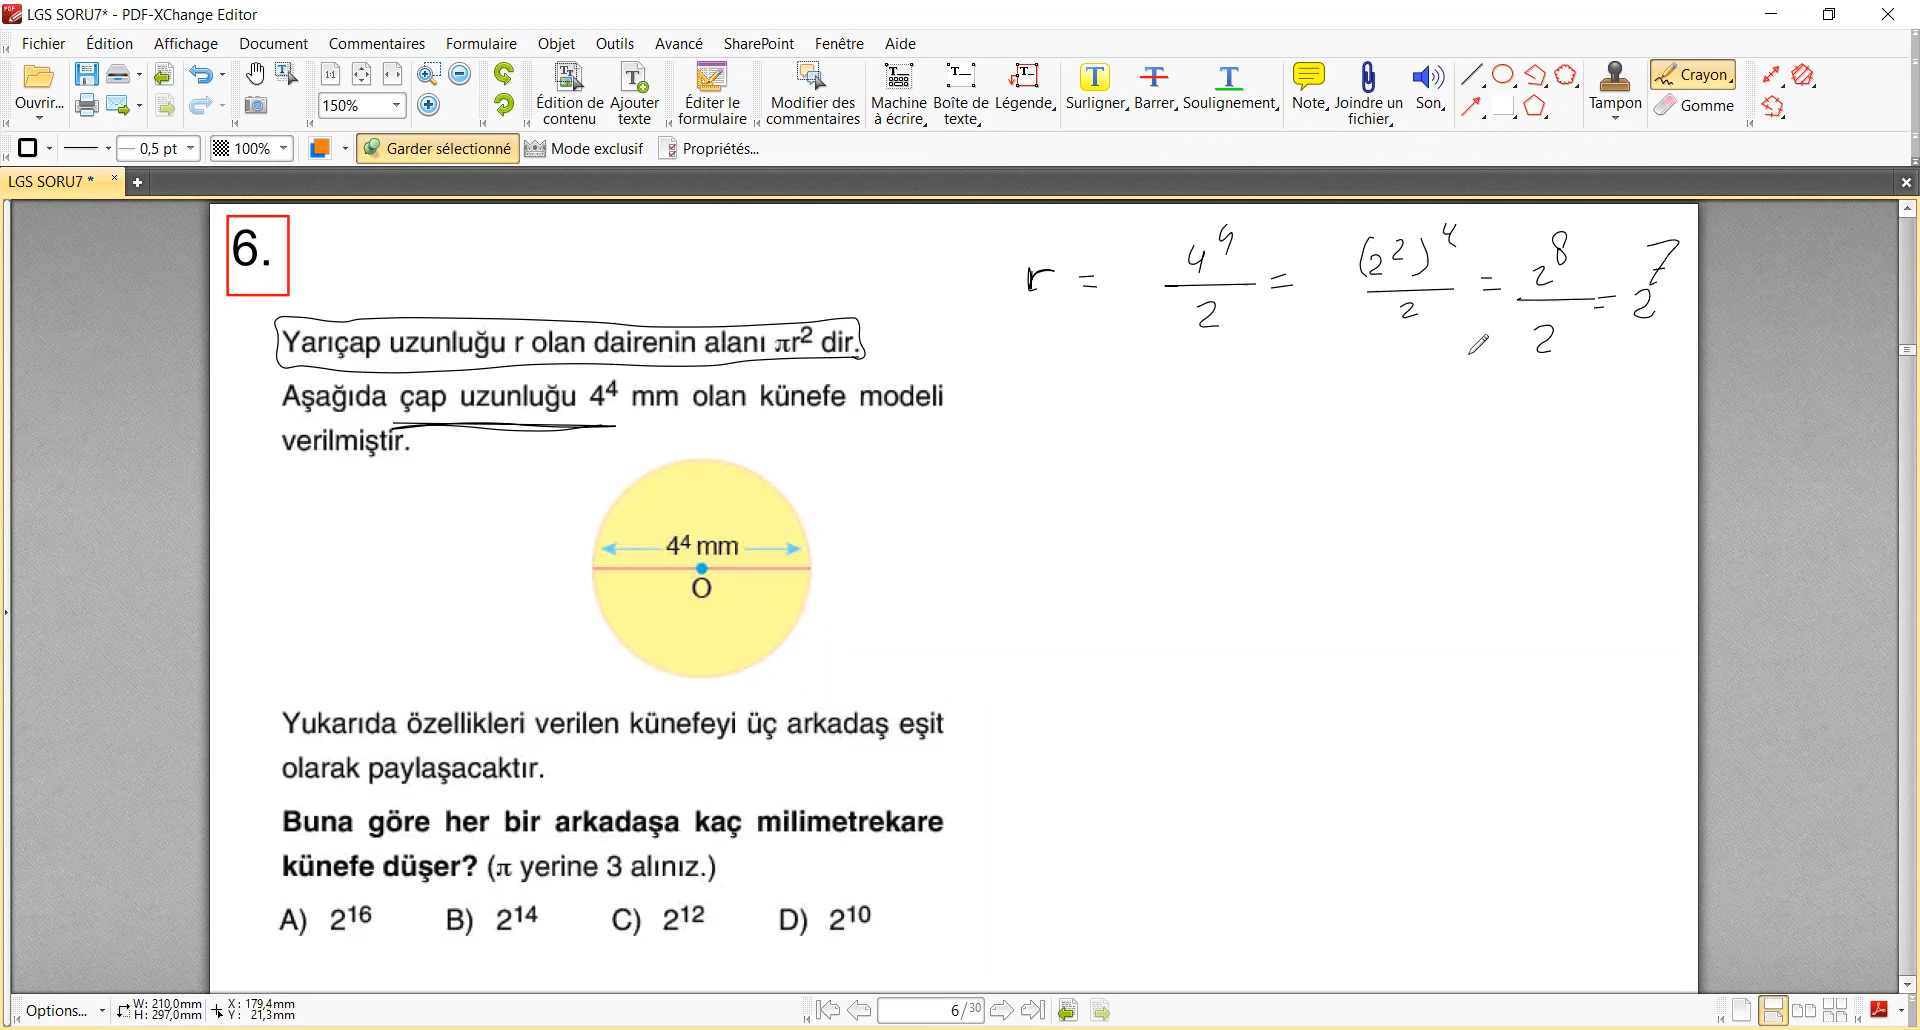 LGS SORU7* - PDF-XChange Editor
Fichier Édition Affichage Document Commentaires Formulaire Objet Outils Avancé SharePoint Fenêtre Aide
Ouvrir...
1:1
150%
Édition de contenu
Ajouter texte
Éditer le formulaire
Modifier des commentaires
Machine à écrire
Boîte de texte
Légende
Surligner
Barrer
Soulignement
Note
Joindre un fichier
Son
Tampon
Crayon
Gomme
0,5 pt 100% Garder sélectionné Mode exclusif Propriétés...
LGS SORU7 *
6.
r = 4⁴/2 = (2²)⁴/2 = 2⁸/2 = 2⁷
Yarıçap uzunluğu r olan dairenin alanı πr² dir.
Aşağıda çap uzunluğu 4⁴ mm olan künefe modeli
verilmiştir.
4⁴ mm
O
Yukarıda özellikleri verilen künefeyi üç arkadaş eşit
olarak paylaşacaktır.
Buna göre her bir arkadaşa kaç milimetrekare
künefe düşer? (π yerine 3 alınız.)
A) 2¹⁶ B) 2¹⁴ C) 2¹² D) 2¹⁰
Options...
W: 210,0mm
H: 297,0mm
X: 179,4mm
Y: 21,3mm
6/30